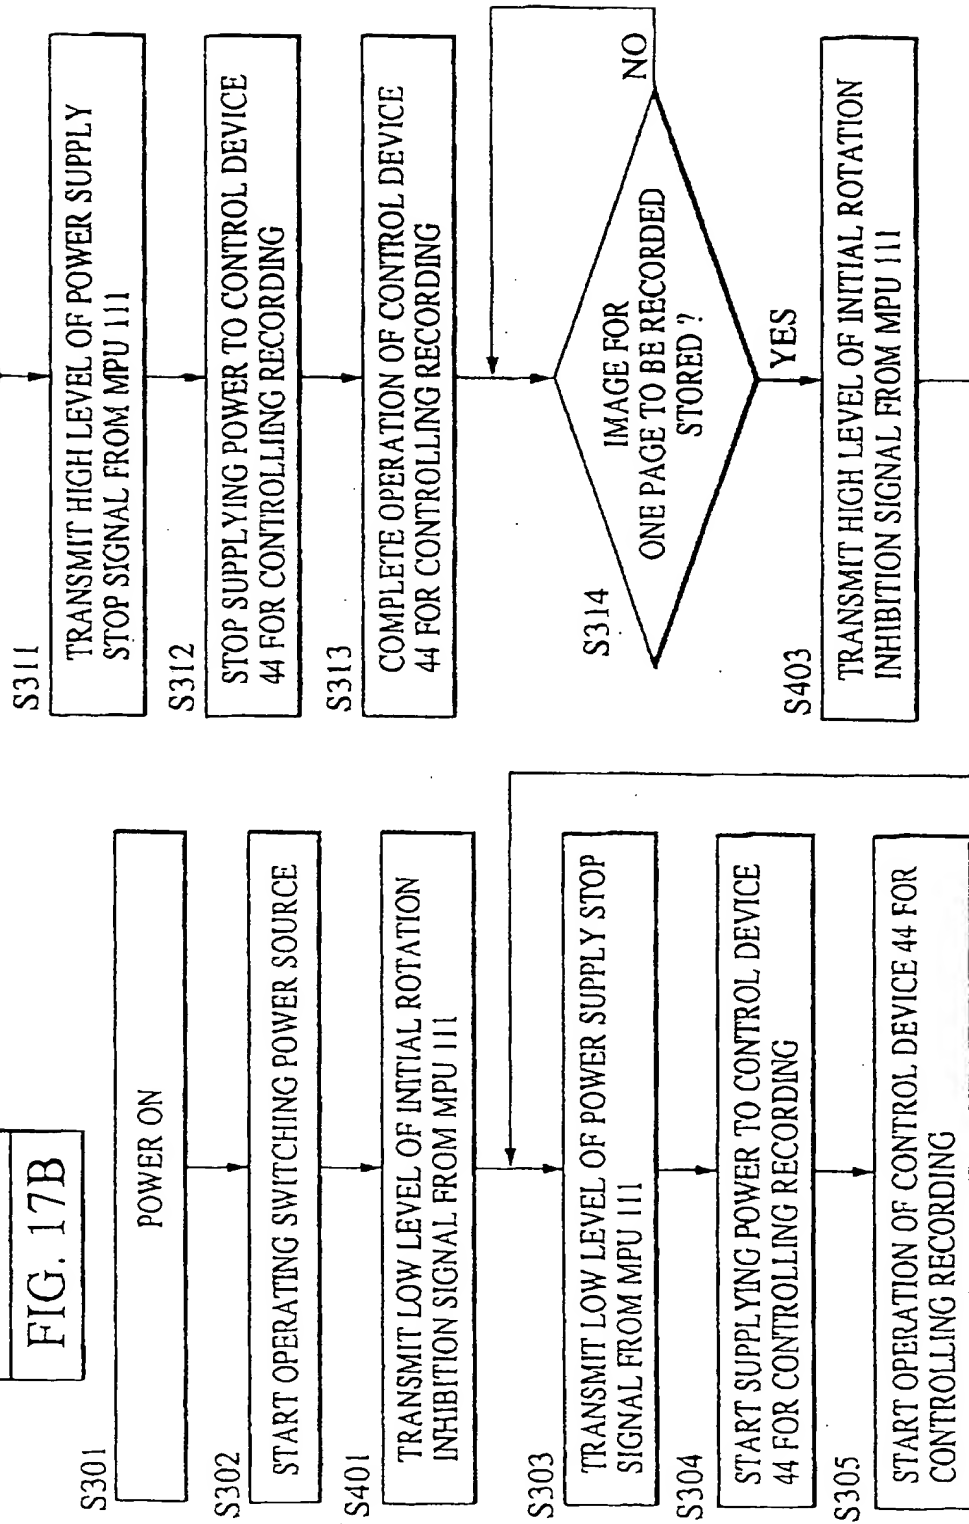 FIG. 17B
S301
POWER ON
S302
START OPERATING SWITCHING POWER SOURCE
S401
TRANSMIT LOW LEVEL OF INITIAL ROTATION
INHIBITION SIGNAL FROM MPU 111
S303
TRANSMIT LOW LEVEL OF POWER SUPPLY STOP
SIGNAL FROM MPU 111
S304
START SUPPLYING POWER TO CONTROL DEVICE
44 FOR CONTROLLING RECORDING
S305
START OPERATION OF CONTROL DEVICE 44 FOR
CONTROLLING RECORDING
S311
TRANSMIT HIGH LEVEL OF POWER SUPPLY
STOP SIGNAL FROM MPU 111
S312
STOP SUPPLYING POWER TO CONTROL DEVICE
44 FOR CONTROLLING RECORDING
S313
COMPLETE OPERATION OF CONTROL DEVICE
44 FOR CONTROLLING RECORDING
S314
IMAGE FOR
ONE PAGE TO BE RECORDED
STORED ?
NO
YES
S403
TRANSMIT HIGH LEVEL OF INITIAL ROTATION
INHIBITION SIGNAL FROM MPU 111